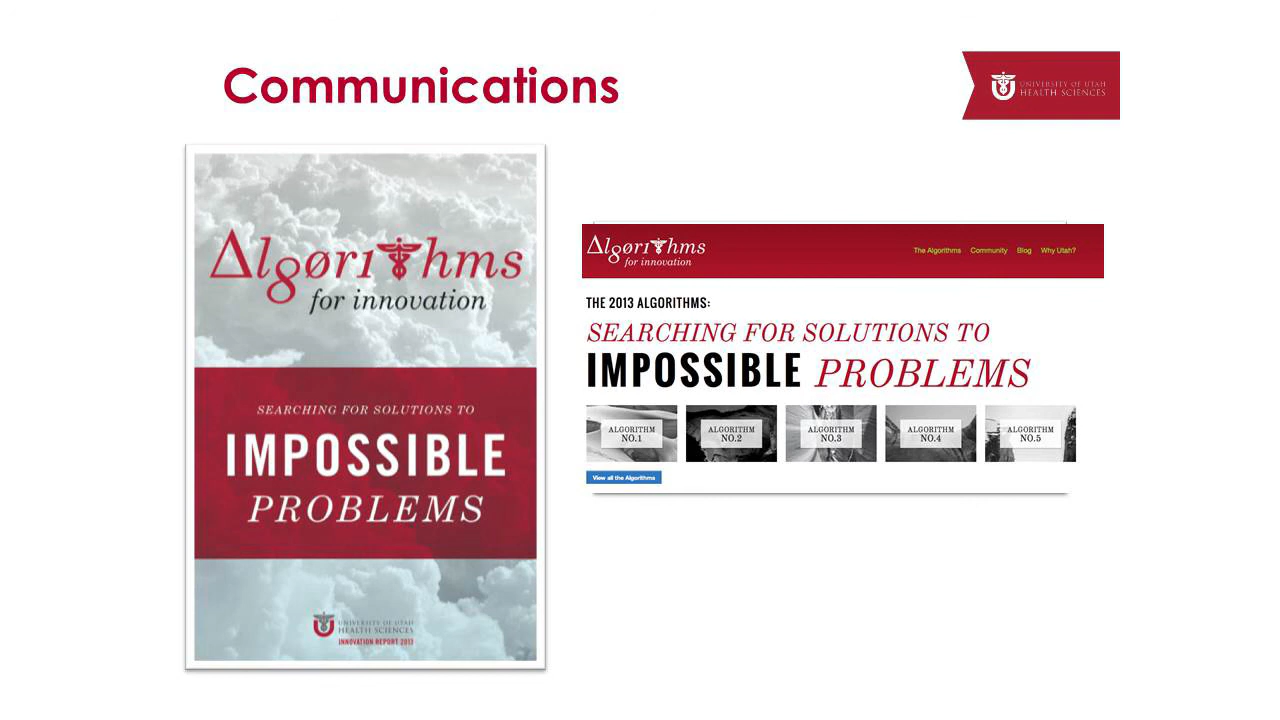 Communications
UNIVERSITY OF UTAH
HEALTH SCIENCES
Algorithms
for innovation
SEARCHING FOR SOLUTIONS TO
IMPOSSIBLE
PROBLEMS
UNIVERSITY OF UTAH
HEALTH SCIENCES
INNOVATION REPORT 2013
Algorithms
for innovation
The Algorithms Community Blog Why Utah?
THE 2013 ALGORITHMS:
SEARCHING FOR SOLUTIONS TO
IMPOSSIBLE PROBLEMS
ALGORITHM NO.1
ALGORITHM NO.2
ALGORITHM NO.3
ALGORITHM NO.4
ALGORITHM NO.5
View all the Algorithms